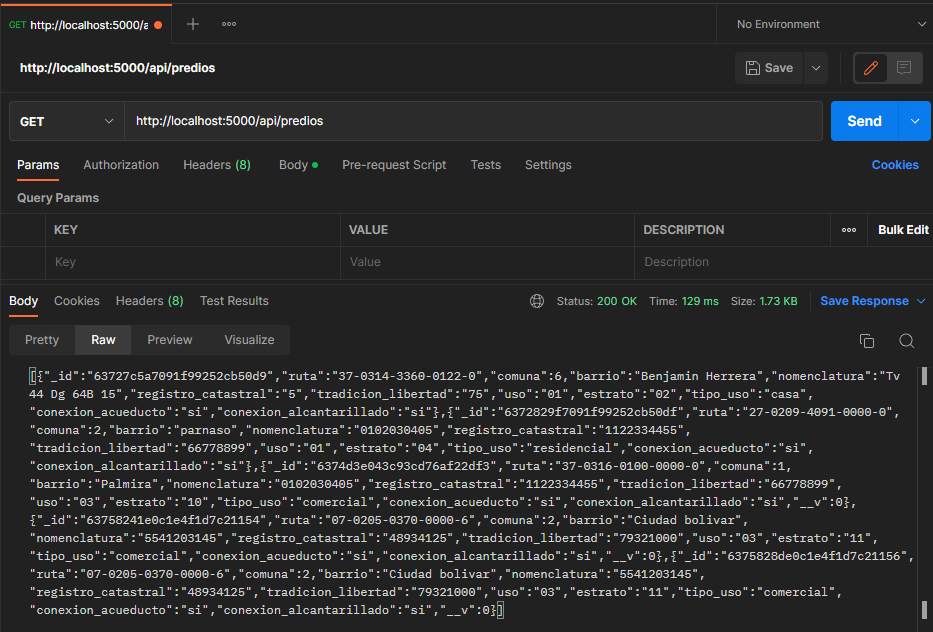 GET http://localhost:5000/a
No Environment
http://localhost:5000/api/predios
Save
GET http://localhost:5000/api/predios Send
Params Authorization Headers (8) Body Pre-request Script Tests Settings Cookies
Query Params
KEY VALUE DESCRIPTION Bulk Edit
Key Value Description
Body Cookies Headers (8) Test Results Status: 200 OK Time: 129 ms Size: 1.73 KB Save Response
Pretty Raw Preview Visualize
[{"_id":"63727c5a7091f99252cb50d9","ruta":"37-0314-3360-0122-0","comuna":6,"barrio":"Benjamin Herrera","nomenclatura":"Tv
44 Dg 64B 15","registro_catastral":"5","tradicion_libertad":"75","uso":"01","estrato":"02","tipo_uso":"casa",
"conexion_acueducto":"si","conexion_alcantarillado":"si"},{"_id":"6372829f7091f99252cb50df","ruta":"27-0209-4091-0000-0",
"comuna":2,"barrio":"parnaso","nomenclatura":"0102030405","registro_catastral":"1122334455",
"tradicion_libertad":"66778899","uso":"01","estrato":"04","tipo_uso":"residencial","conexion_acueducto":"si",
"conexion_alcantarillado":"si"},{"_id":"6374d3e043c93cd76af22df3","ruta":"37-0316-0100-0000-0","comuna":1,
"barrio":"Palmira","nomenclatura":"0102030405","registro_catastral":"1122334455","tradicion_libertad":"66778899",
"uso":"03","estrato":"10","tipo_uso":"comercial","conexion_acueducto":"si","conexion_alcantarillado":"si","__v":0},
{"_id":"63758241e0c1e4f1d7c21154","ruta":"07-0205-0370-0000-6","comuna":2,"barrio":"Ciudad bolivar",
"nomenclatura":"5541203145","registro_catastral":"48934125","tradicion_libertad":"79321000","uso":"03","estrato":"11",
"tipo_uso":"comercial","conexion_acueducto":"si","conexion_alcantarillado":"si","__v":0},{"_id":"6375828de0c1e4f1d7c21156",
"ruta":"07-0205-0370-0000-6","comuna":2,"barrio":"Ciudad bolivar","nomenclatura":"5541203145",
"registro_catastral":"48934125","tradicion_libertad":"79321000","uso":"03","estrato":"11","tipo_uso":"comercial",
"conexion_acueducto":"si","conexion_alcantarillado":"si","__v":0}]